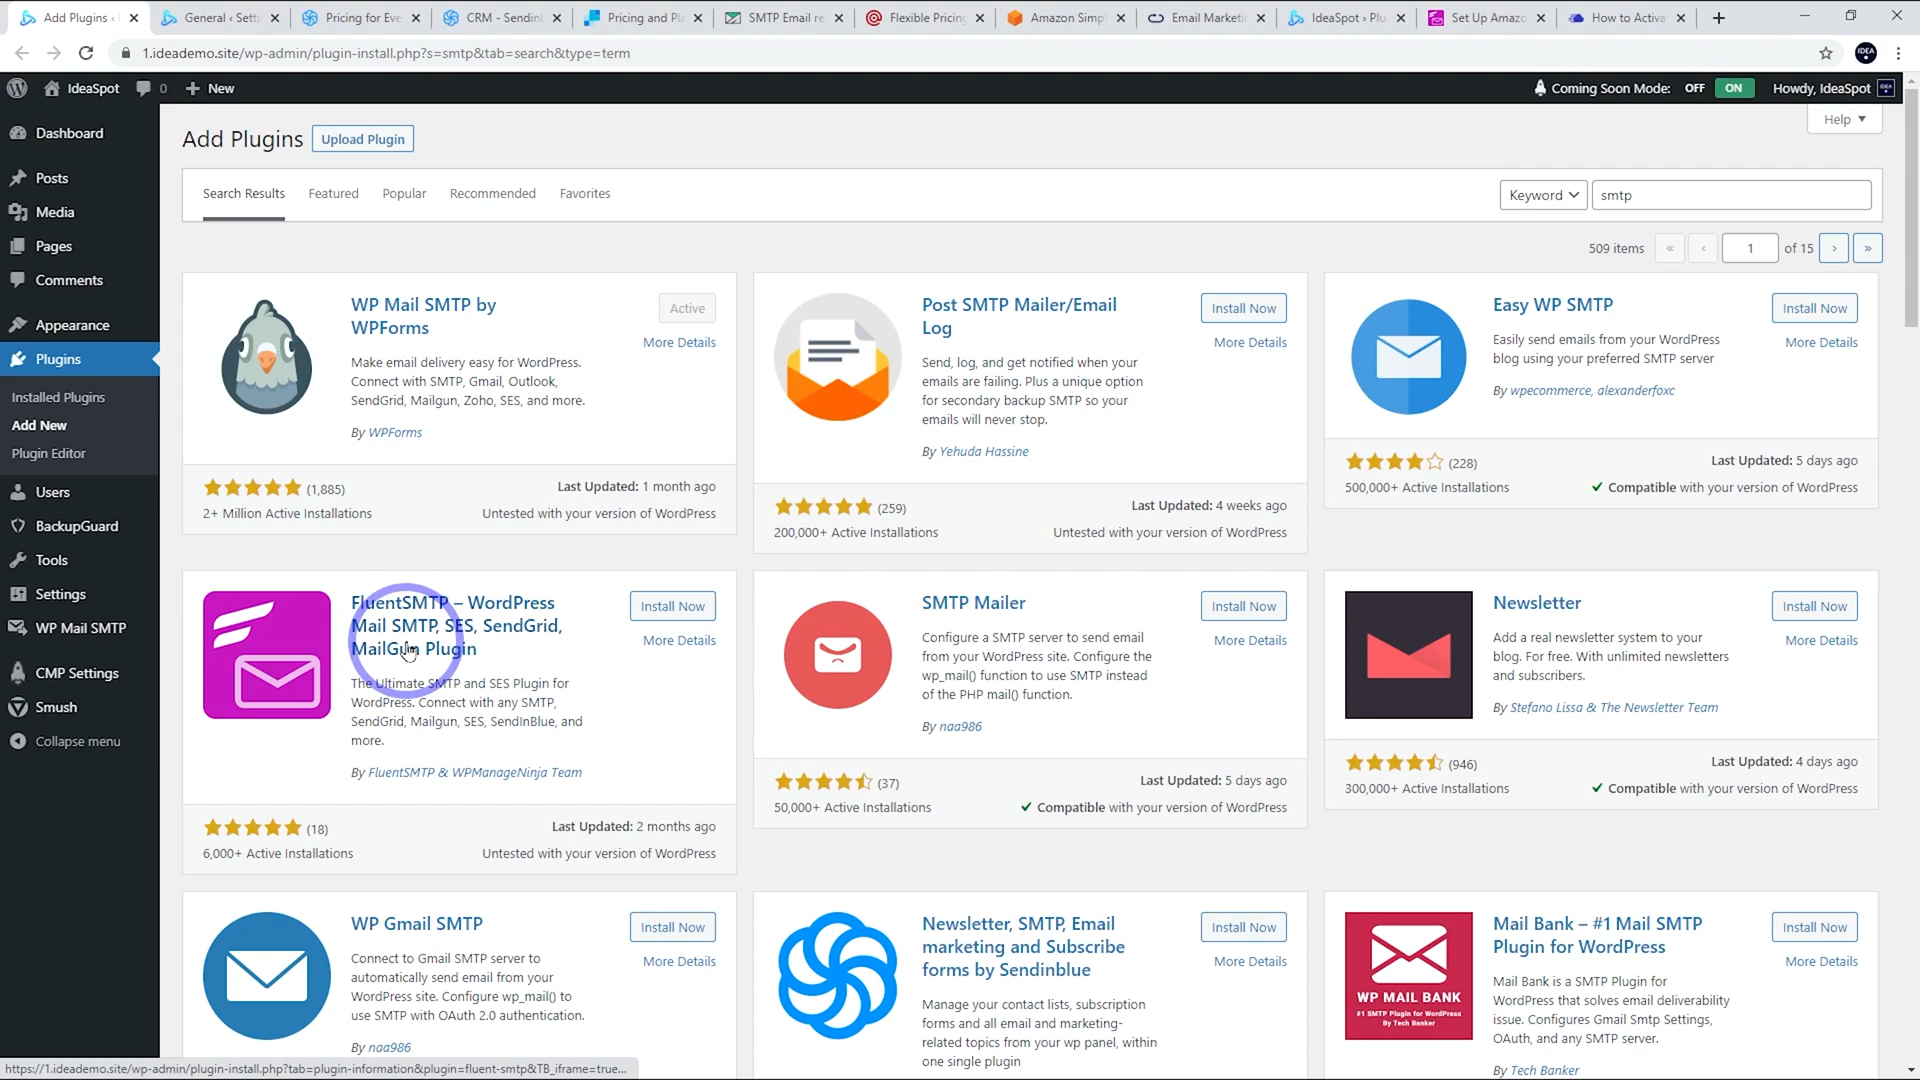 Add Plugins ‹
General ‹ Setti
Pricing for Eve
CRM - Sendin
Pricing and Pla
SMTP Email re
Flexible Pricing
Amazon Simpl
Email Marketi
IdeaSpot › Plu
Set Up Amazo
How to Activa
1.ideademo.site/wp-admin/plugin-install.php?s=smtp&tab=search&type=term
IDEA
IdeaSpot
0
New
Coming Soon Mode: OFF ON
Howdy, IdeaSpot
Dashboard
Posts
Media
Pages
Comments
Appearance
Plugins
Installed Plugins
Add New
Plugin Editor
Users
BackupGuard
Tools
Settings
WP Mail SMTP
CMP Settings
Smush
Collapse menu
Help
Add Plugins
Upload Plugin
Search Results
Featured
Popular
Recommended
Favorites
Keyword
smtp
509 items
«
‹
1
of 15
›
»
WP Mail SMTP by
WPForms
Active
More Details
Make email delivery easy for WordPress.
Connect with SMTP, Gmail, Outlook,
SendGrid, Mailgun, Zoho, SES, and more.
By WPForms
(1,885)
Last Updated: 1 month ago
2+ Million Active Installations
Untested with your version of WordPress
Post SMTP Mailer/Email
Log
Install Now
More Details
Send, log, and get notified when your
emails are failing. Plus a unique option
for secondary backup SMTP so your
emails will never stop.
By Yehuda Hassine
(259)
Last Updated: 4 weeks ago
200,000+ Active Installations
Untested with your version of WordPress
Easy WP SMTP
Install Now
More Details
Easily send emails from your WordPress
blog using your preferred SMTP server
By wpecommerce, alexanderfoxc
(228)
Last Updated: 5 days ago
500,000+ Active Installations
Compatible with your version of WordPress
FluentSMTP – WordPress
Mail SMTP, SES, SendGrid,
MailGun Plugin
Install Now
More Details
The Ultimate SMTP and SES Plugin for
WordPress. Connect with any SMTP,
SendGrid, Mailgun, SES, SendInBlue, and
more.
By FluentSMTP & WPManageNinja Team
(18)
Last Updated: 2 months ago
6,000+ Active Installations
Untested with your version of WordPress
SMTP Mailer
Install Now
More Details
Configure a SMTP server to send email
from your WordPress site. Configure the
wp_mail() function to use SMTP instead
of the PHP mail() function.
By naa986
(37)
Last Updated: 5 days ago
50,000+ Active Installations
Compatible with your version of WordPress
Newsletter
Install Now
More Details
Add a real newsletter system to your
blog. For free. With unlimited newsletters
and subscribers.
By Stefano Lissa & The Newsletter Team
(946)
Last Updated: 4 days ago
300,000+ Active Installations
Compatible with your version of WordPress
WP Gmail SMTP
Install Now
More Details
Connect to Gmail SMTP server to
automatically send email from your
WordPress site. Configure wp_mail() to
use SMTP with OAuth 2.0 authentication.
By naa986
Newsletter, SMTP, Email
marketing and Subscribe
forms by Sendinblue
Install Now
More Details
Manage your contact lists, subscription
forms and all email and marketing-
related topics from your wp panel, within
one single plugin
WP MAIL BANK
#1 SMTP Plugin for WordPress
By Tech Banker
Mail Bank – #1 Mail SMTP
Plugin for WordPress
Install Now
More Details
Mail Bank is a SMTP Plugin for
WordPress that solves email deliverability
issue. Configures Gmail Smtp Settings,
OAuth, and any SMTP server.
By Tech Banker
https://1.ideademo.site/wp-admin/plugin-install.php?tab=plugin-information&plugin=fluent-smtp&TB_iframe=true...